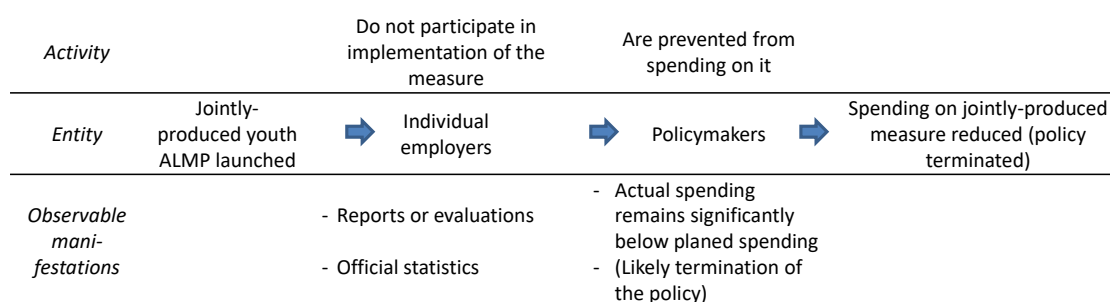 Activity
Do not participate in
implementation of the
measure
Are prevented from
spending on it
Entity
Jointly-
produced youth
ALMP launched
Individual
employers
Policymakers
Spending on jointly-produced
measure reduced (policy
terminated)
Observable
mani-
festations
- Reports or evaluations
- Official statistics
- Actual spending
remains significantly
below planed spending
- (Likely termination of
the policy)